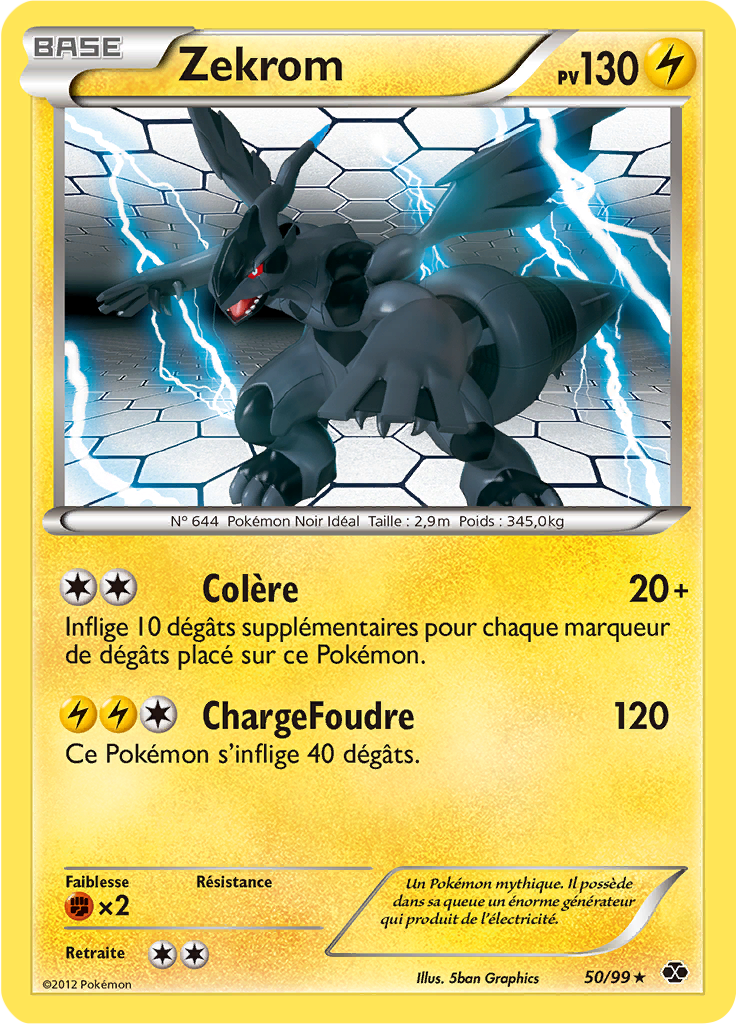 BASE
Zekrom
PV130
N° 644 Pokémon Noir Idéal Taille : 2,9m Poids : 345,0kg
Colère 20+
Inflige 10 dégâts supplémentaires pour chaque marqueur
de dégâts placé sur ce Pokémon.
ChargeFoudre 120
Ce Pokémon s'inflige 40 dégâts.
Faiblesse Résistance
×2
Retraite
Un Pokémon mythique. Il possède
dans sa queue un énorme générateur
qui produit de l'électricité.
©2012 Pokémon
Illus. 5ban Graphics
50/99 ★